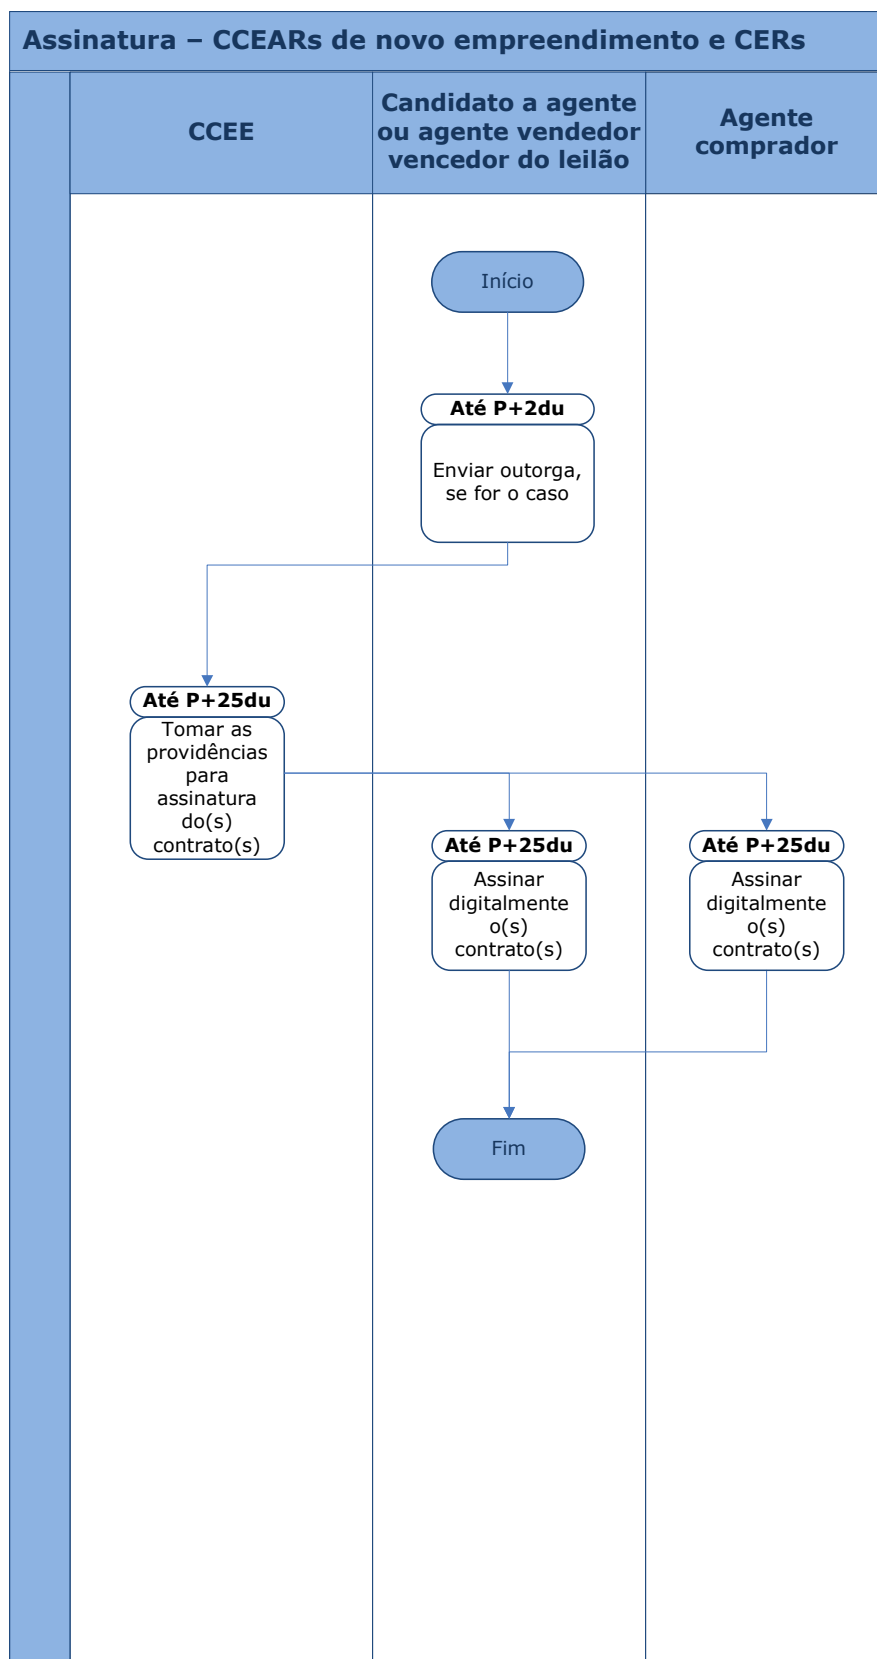 Assinatura – CCEARs de novo empreendimento e CERs
CCEE
Candidato a agente
ou agente vendedor
vencedor do leilão
Agente
comprador
Início
Até P+2du
Enviar outorga,
se for o caso
Até P+25du
Tomar as
providências
para
assinatura
do(s)
contrato(s)
Até P+25du
Assinar
digitalmente
o(s)
contrato(s)
Até P+25du
Assinar
digitalmente
o(s)
contrato(s)
Fim